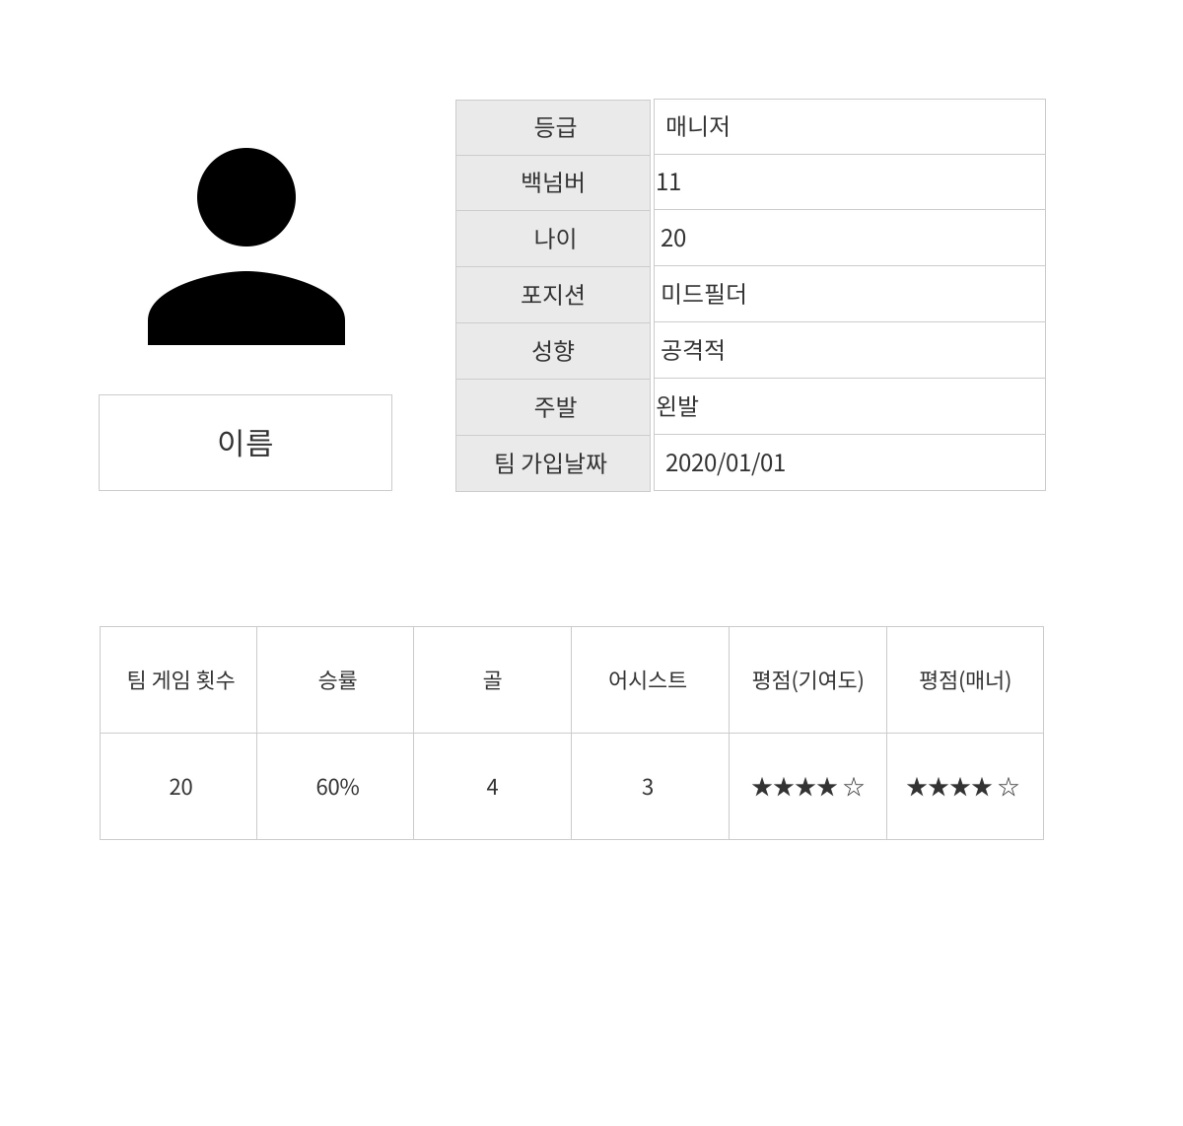 등급 매니저
백넘버 11
나이 20
포지션 미드필더
성향 공격적
주발 왼발
팀 가입날짜 2020/01/01
이름
팀 게임 횟수 승률 골 어시스트 평점(기여도) 평점(매너)
20 60% 4 3 ★★★★☆ ★★★★☆